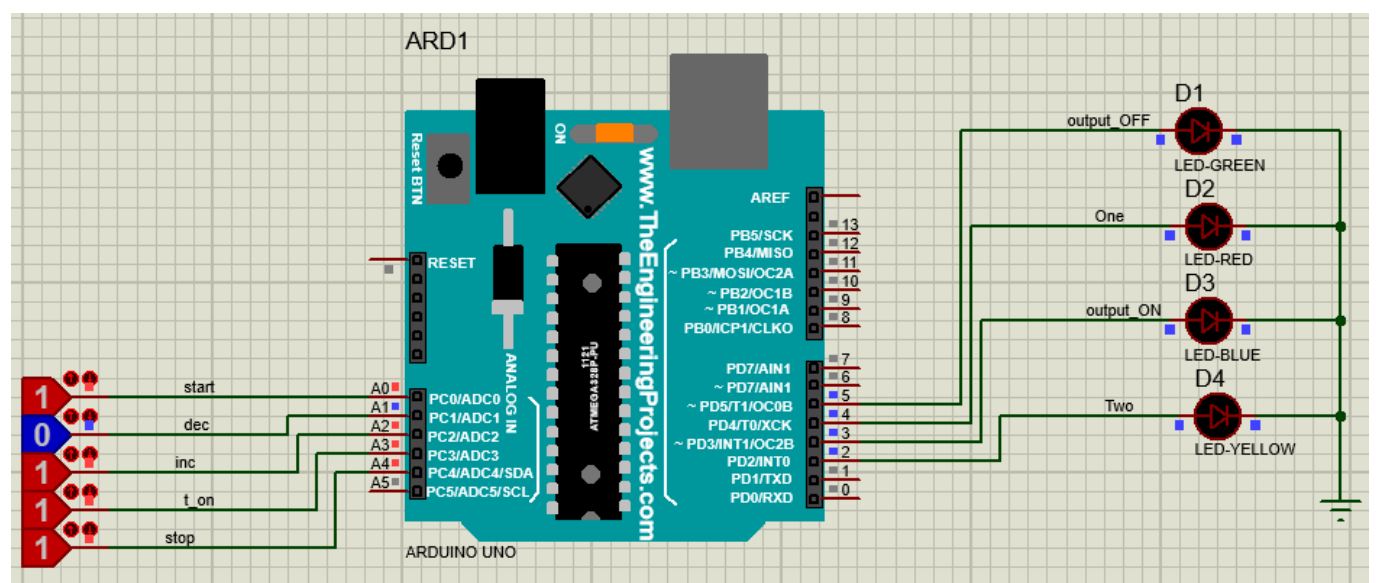 ARD1
Reset BTN
ON
www.TheEngineeringProjects.com
RESET
ANALOG IN
1121
ATMEGA328P-PU
AREF
PB5/SCK 13
PB4/MISO 12
~ PB3/MOSI/OC2A 11
~ PB2/OC1B 10
~ PB1/OC1A 9
PB0/ICP1/CLKO 8
PD7/AIN1 7
~ PD7/AIN1 6
~ PD5/T1/OC0B 5
PD4/T0/XCK 4
~ PD3/INT1/OC2B 3
PD2/INT0 2
PD1/TXD 1
PD0/RXD 0
1 start A0 PC0/ADC0
0 dec A1 PC1/ADC1
1 inc A2 PC2/ADC2
1 t_on A3 PC3/ADC3
1 stop A4 PC4/ADC4/SDA
A5 PC5/ADC5/SCL
ARDUINO UNO
D1
output_OFF
LED-GREEN
D2
One
LED-RED
D3
output_ON
LED-BLUE
D4
Two
LED-YELLOW